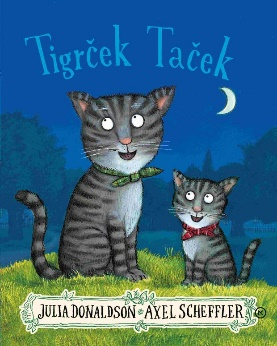 Tigrček Taček
JULIA DONALDSON AXEL SCHEFFLER